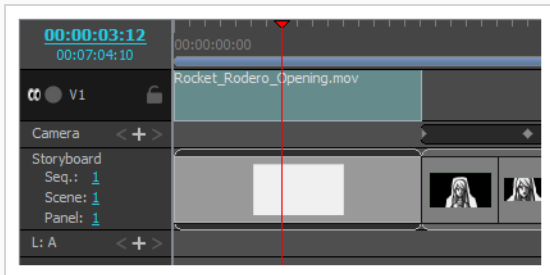 00:00:03:12
00:07:04:10
00:00:00:00
V1
Rocket_Rodero_Opening.mov
Camera < + >
Storyboard
Seq.: 1
Scene: 1
Panel: 1
L: A < + >